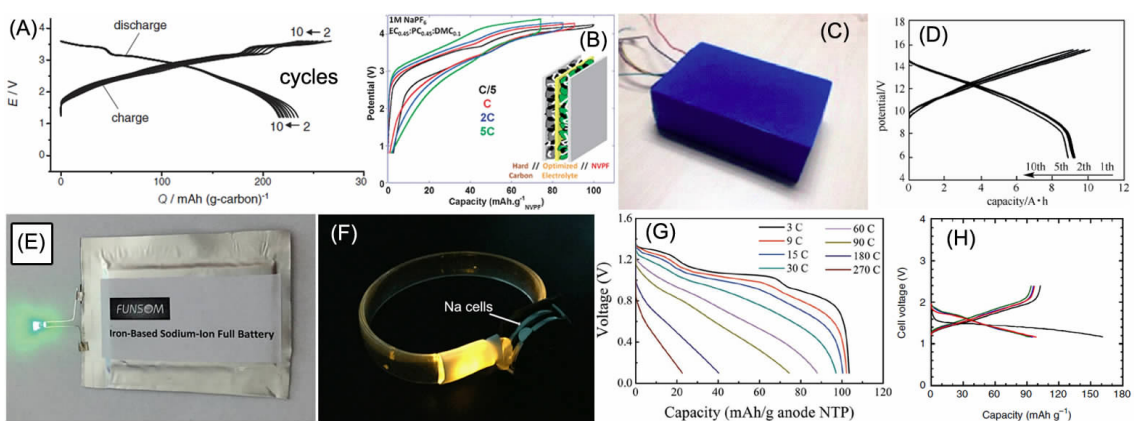 (A)
discharge
10 ← 2
cycles
charge
10 ← 2
E / V
4
3
2
1
0
0
100
200
Q / mAh (g-carbon)-1
1M NaPF6
EC0.45:PC0.45:DMC0.1
(B)
C/5
C
2C
5C
Hard // Optimized // NVPF
Carbon Electrolyte
Potential (V)
4
3
2
1
0
0 20 40 60 80 100
Capacity (mAh.g-1NVPF)
(C)
(D)
potential/V
18
16
14
12
10
8
6
10th 5th 2th 1th
0 2 4 6 8 10 12
capacity/A·h
(E)
FUNSOM
Iron-Based Sodium-Ion Full Battery
(F)
Na cells
(G)
3 C
9 C
15 C
30 C
60 C
90 C
180 C
270 C
Voltage (V)
1.6
1.2
0.8
0.4
0.0
0 20 40 60 80 100 120
Capacity (mAh/g anode NTP)
(H)
Cell voltage (V)
4
3
2
1
0
0 30 60 90 120 150 180
Capacity (mAh g-1)